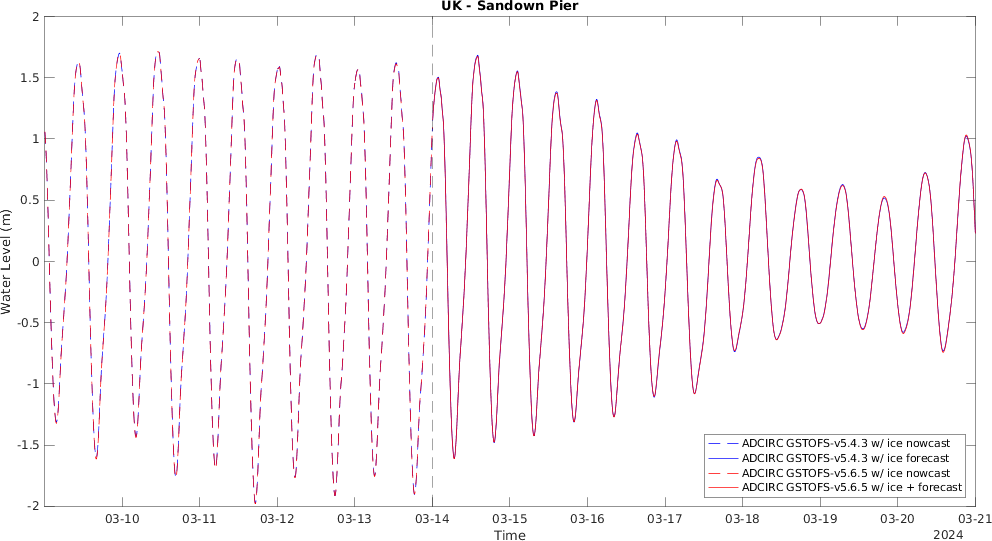 UK - Sandown Pier
2
1.5
1
0.5
0
-0.5
-1
-1.5
-2
Water Level (m)
03-10 03-11 03-12 03-13 03-14 03-15 03-16 03-17 03-18 03-19 03-20 03-21
Time
2024
ADCIRC GSTOFS-v5.4.3 w/ ice nowcast
ADCIRC GSTOFS-v5.4.3 w/ ice forecast
ADCIRC GSTOFS-v5.6.5 w/ ice nowcast
ADCIRC GSTOFS-v5.6.5 w/ ice + forecast